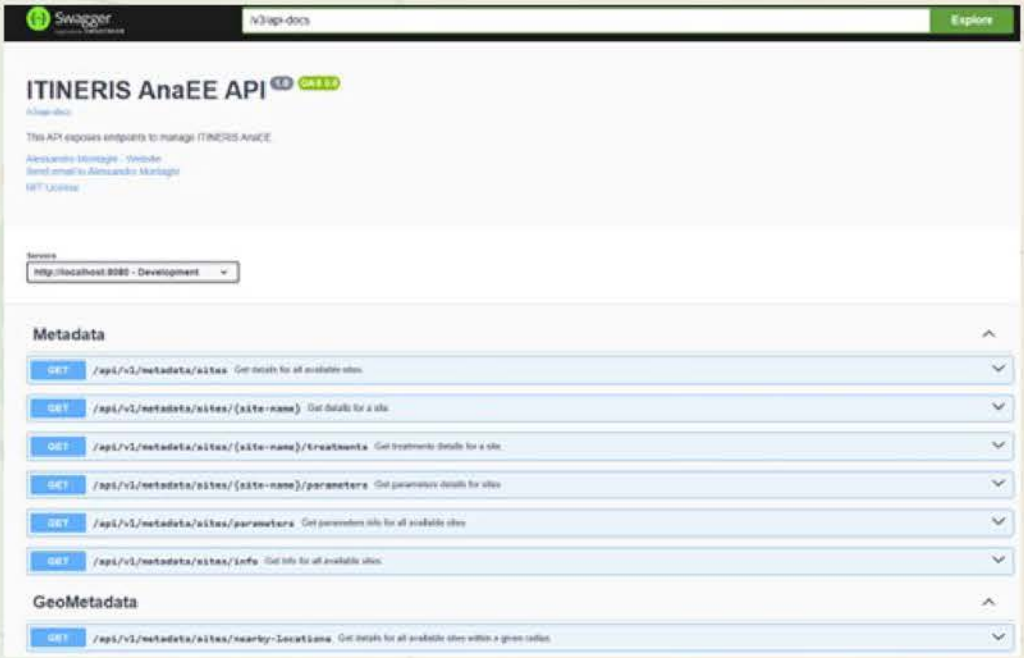 Swagger
/v3/api-docs
Explore
ITINERIS AnaEE API 1.0 OAS 3.0
/v3/api-docs
This API exposes endpoints to manage ITINERIS AnaEE.
Alessandro Montaghi - Website
Send email to Alessandro Montaghi
MIT License
Servers
http://localhost:8080 - Development
Metadata
GET /api/v1/metadata/sites Get details for all available sites
GET /api/v1/metadata/sites/{site-name} Get details for a site
GET /api/v1/metadata/sites/{site-name}/treatments Get treatments details for a site
GET /api/v1/metadata/sites/{site-name}/parameters Get parameters details for sites
GET /api/v1/metadata/sites/parameters Get parameters info for all available sites
GET /api/v1/metadata/sites/info Get info for all available sites
GeoMetadata
GET /api/v1/metadata/sites/nearby-locations Get details for all available sites within a given radius